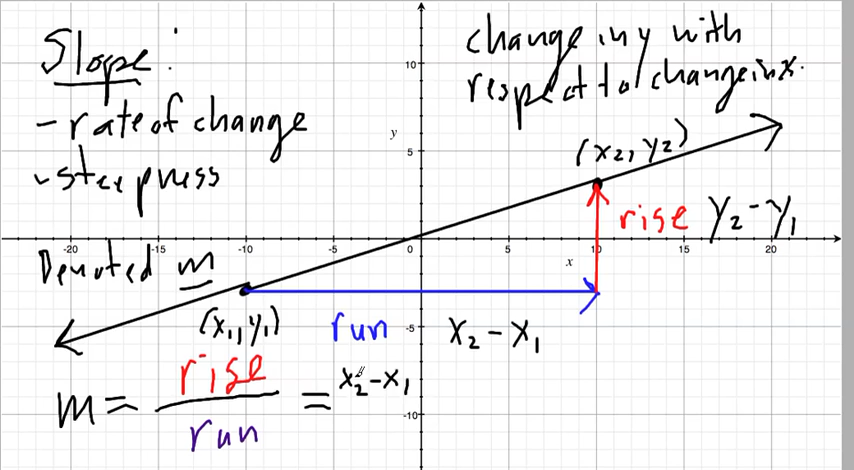 Slope:
- rate of change
- steepness
Denoted m
change in y with
respect to change in x.
(x₂, y₂)
rise y₂-y₁
(x₁, y₁)
run x₂-x₁
m = rise/run = x₂-x₁
y
x
10
5
-5
-10
-20 -15 -10 -5 0 5 10 15 20